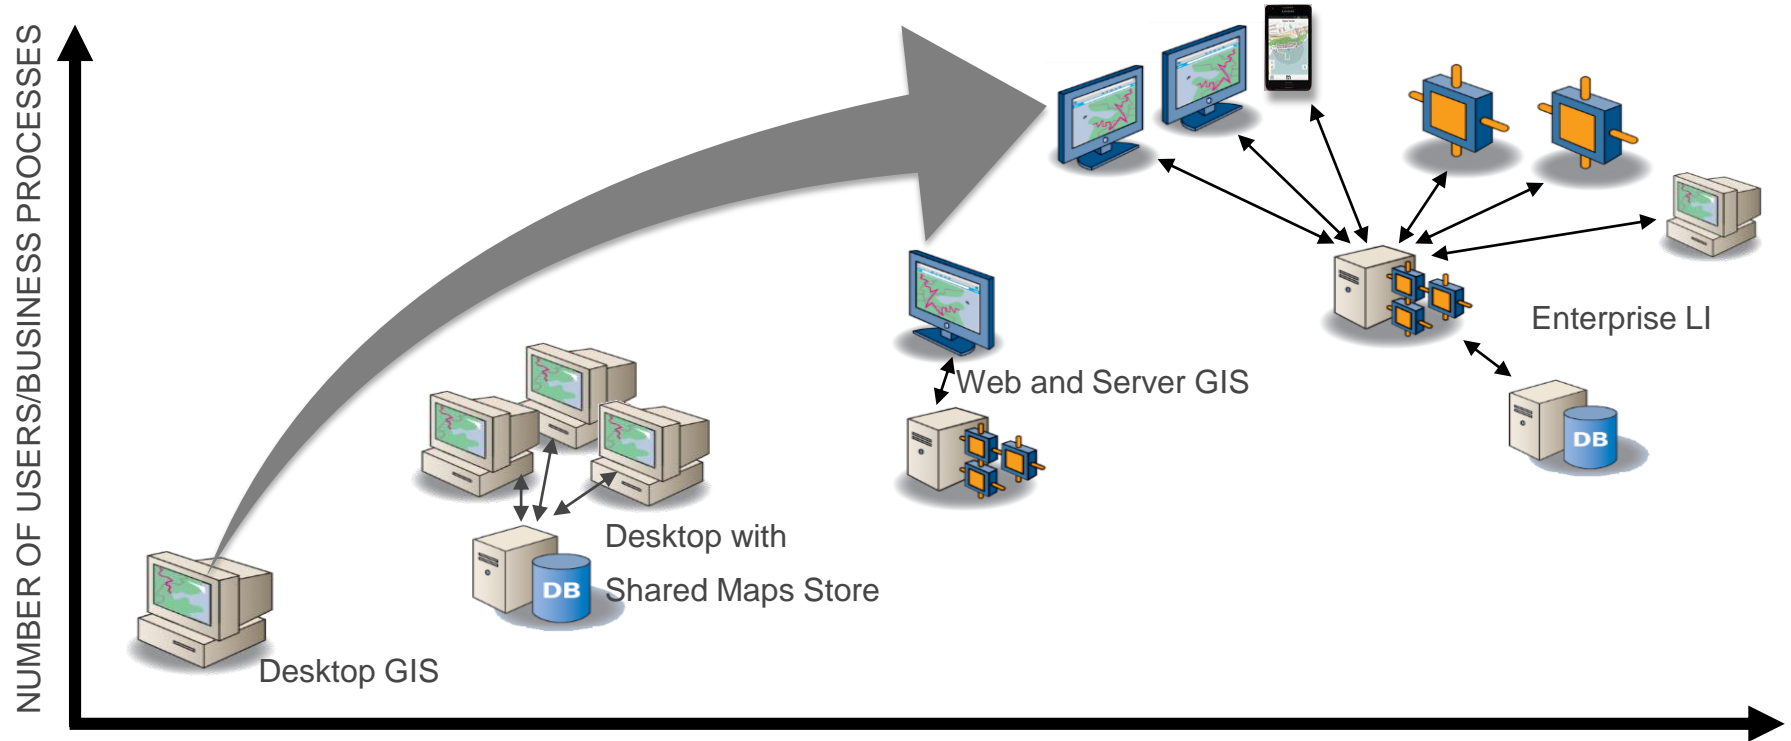 NUMBER OF USERS/BUSINESS PROCESSES
Enterprise LI
Web and Server GIS
DB
Desktop with
Shared Maps Store
DB
Desktop GIS